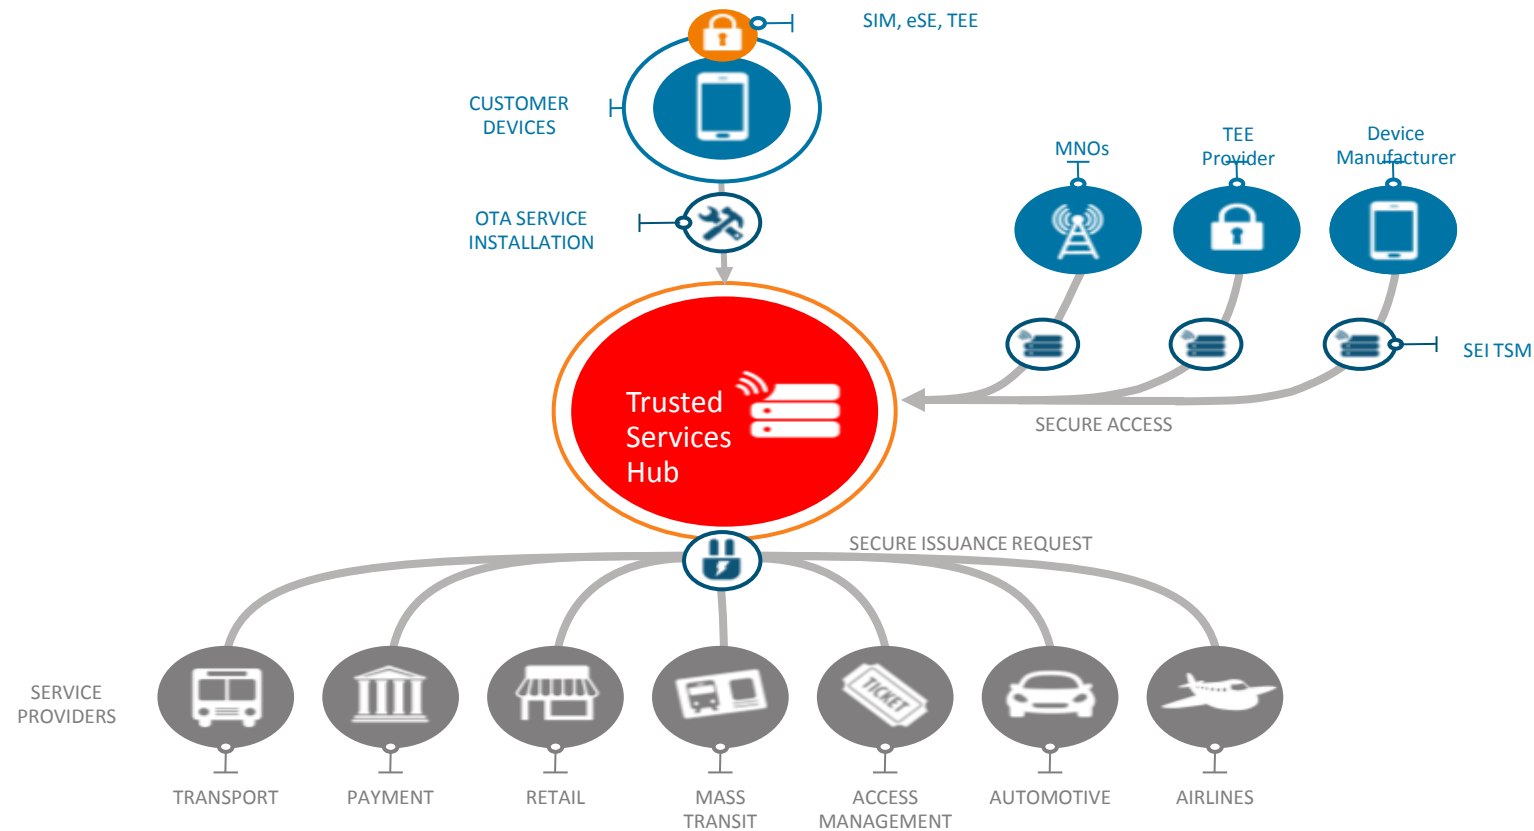 SIM, eSE, TEE
CUSTOMER
DEVICES
MNOs
TEE
Provider
Device
Manufacturer
OTA SERVICE
INSTALLATION
SEI TSM
Trusted
Services
Hub
SECURE ACCESS
SECURE ISSUANCE REQUEST
SERVICE
PROVIDERS
TICKET
TRANSPORT
PAYMENT
RETAIL
MASS
TRANSIT
ACCESS
MANAGEMENT
AUTOMOTIVE
AIRLINES